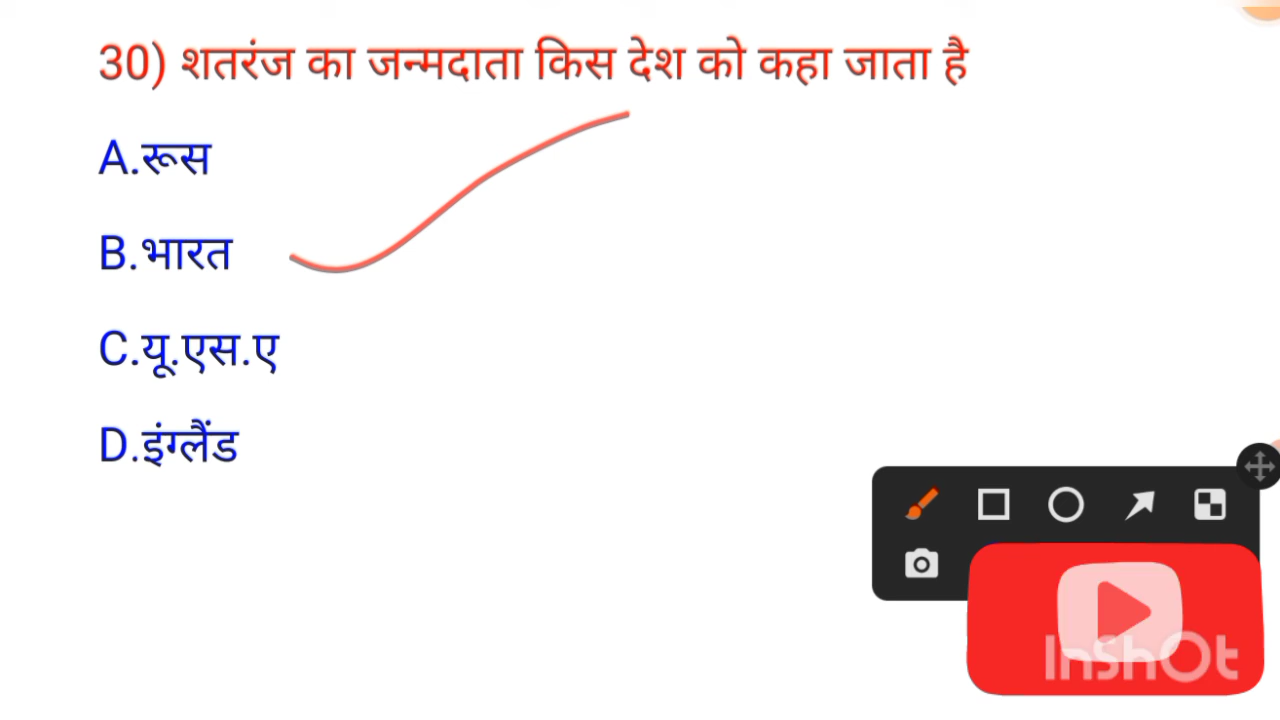 30) शतरंज का जन्मदाता किस देश को कहा जाता है
A.रूस
B.भारत
C.यू.एस.ए
D.इंग्लैंड
InshOt